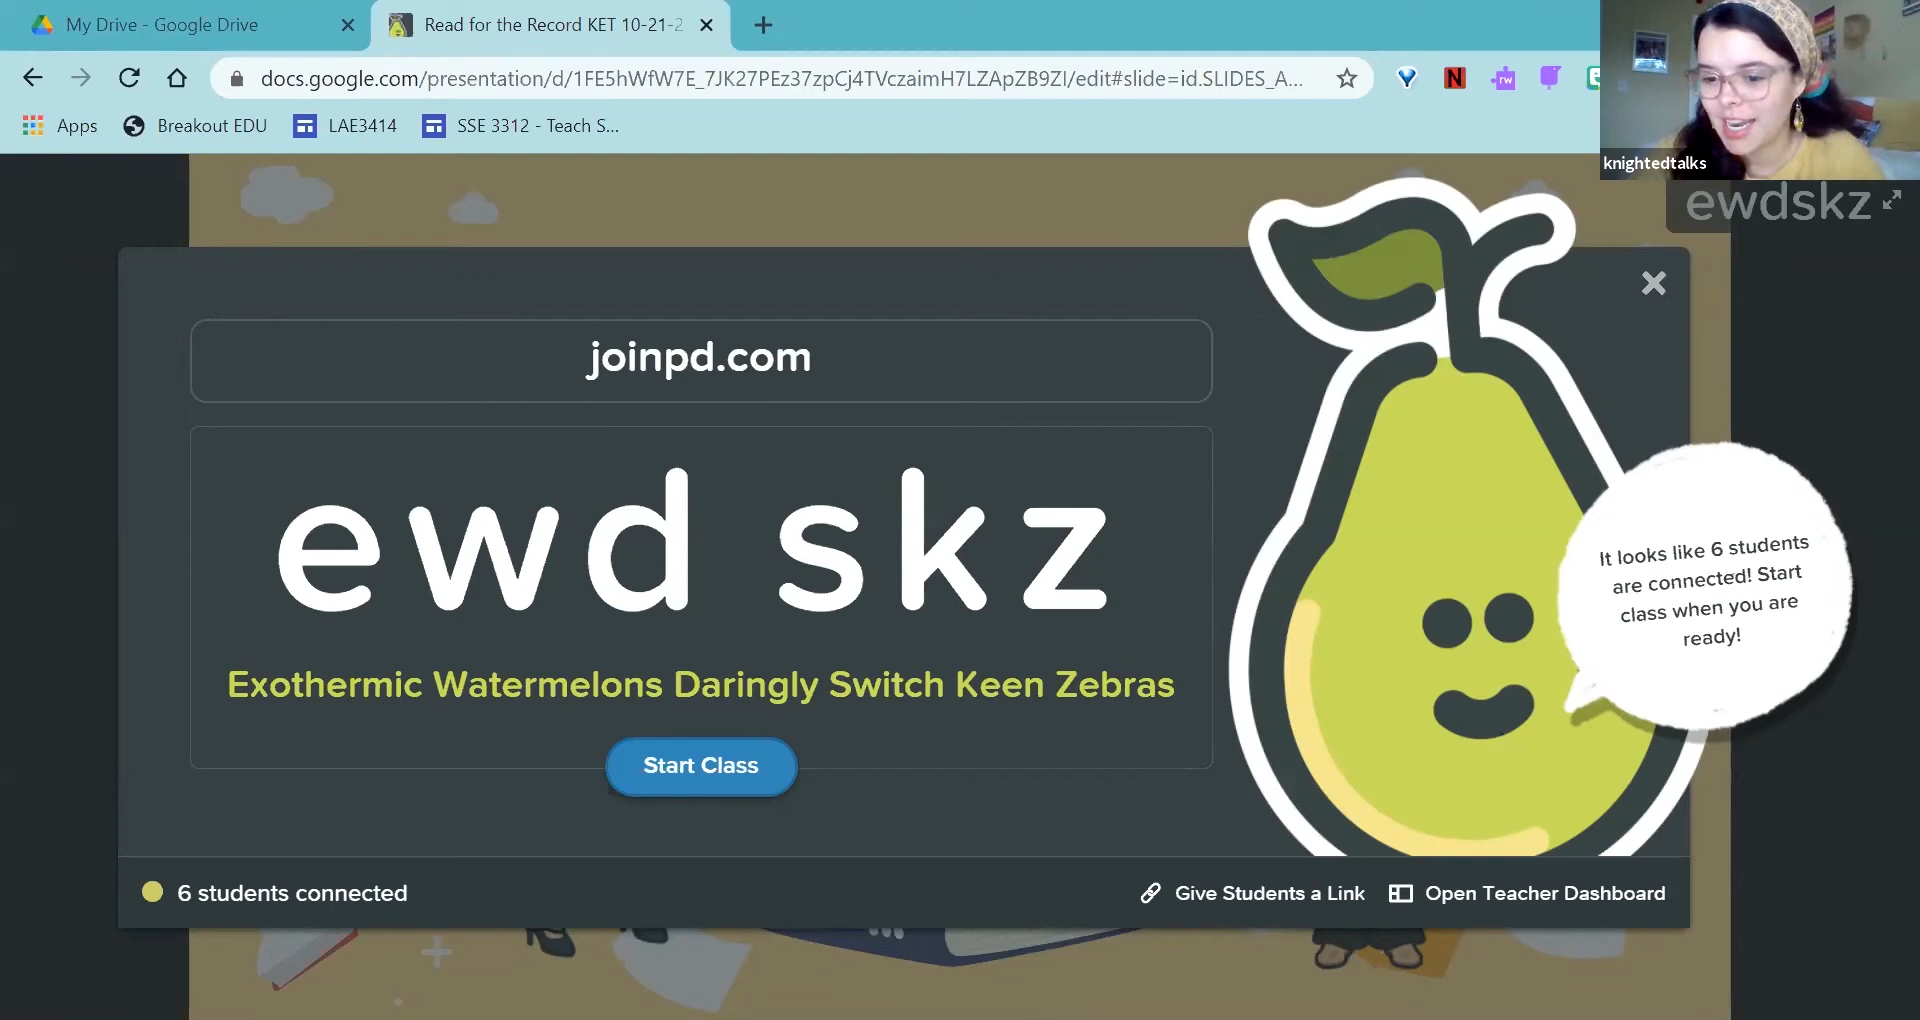 My Drive - Google Drive
Read for the Record KET 10-21-2
docs.google.com/presentation/d/1FE5hWfW7E_7JK27PEz37zpCj4TVczaimH7LZApZB9ZI/edit#slide=id.SLIDES_A...
N
rw
Apps
Breakout EDU
LAE3414
SSE 3312 - Teach S...
knightedtalks
ewdskz
joinpd.com
ewd skz
Exothermic Watermelons Daringly Switch Keen Zebras
Start Class
It looks like 6 students
are connected! Start
class when you are
ready!
6 students connected
Give Students a Link
Open Teacher Dashboard